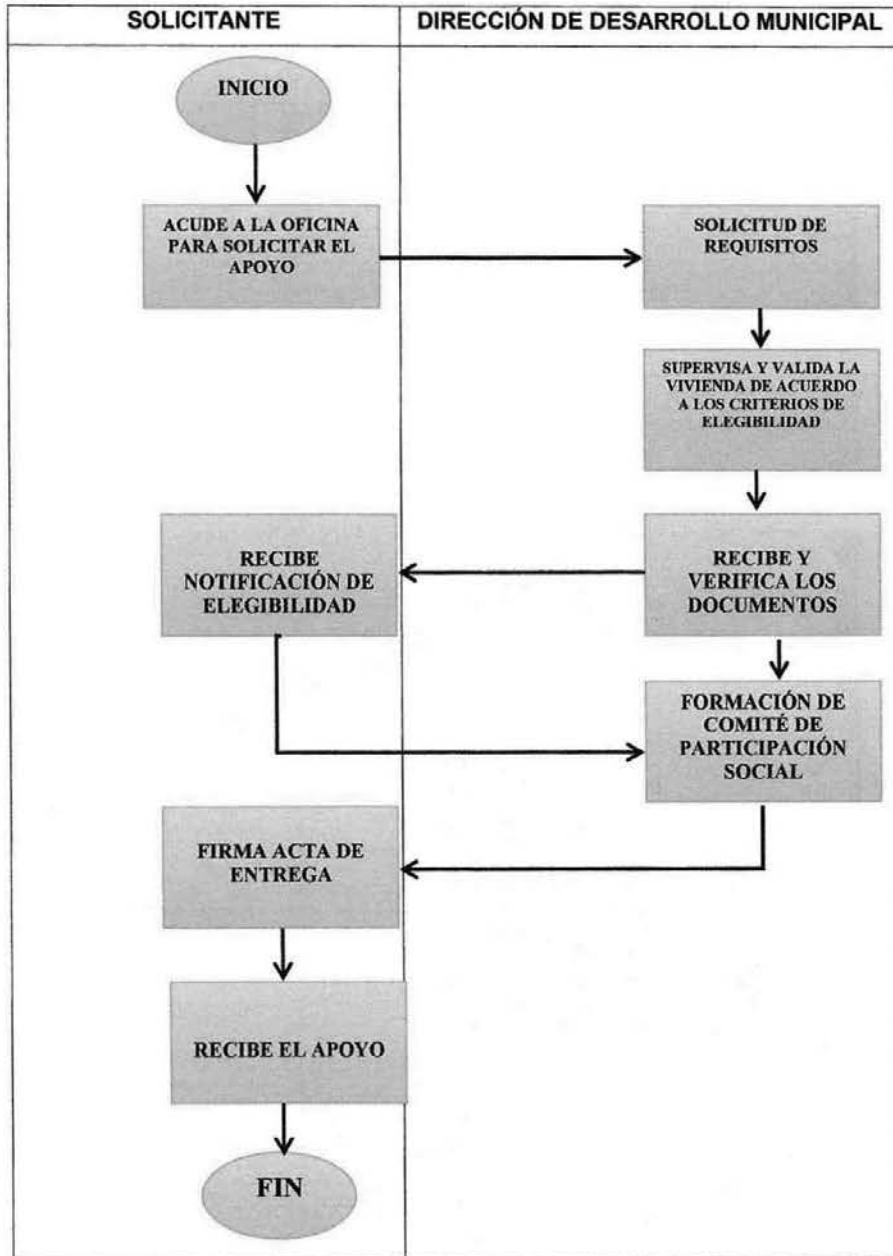 SOLICITANTE
DIRECCIÓN DE DESARROLLO MUNICIPAL
INICIO
ACUDE A LA OFICINA
PARA SOLICITAR EL
APOYO
SOLICITUD DE
REQUISITOS
SUPERVISA Y VALIDA LA
VIVIENDA DE ACUERDO
A LOS CRITERIOS DE
ELEGIBILIDAD
RECIBE Y
VERIFICA LOS
DOCUMENTOS
RECIBE
NOTIFICACIÓN DE
ELEGIBILIDAD
FORMACIÓN DE
COMITÉ DE
PARTICIPACIÓN
SOCIAL
FIRMA ACTA DE
ENTREGA
RECIBE EL APOYO
FIN